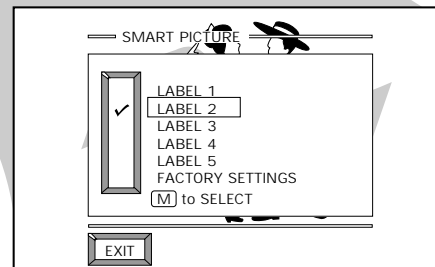 SMART PICTURE
LABEL 1
✓ LABEL 2
LABEL 3
LABEL 4
LABEL 5
FACTORY SETTINGS
M to SELECT
EXIT